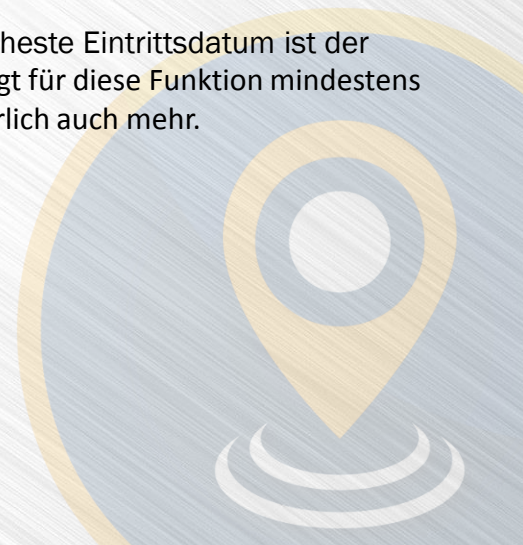 heste Eintrittsdatum ist der
gt für diese Funktion mindestens
rlich auch mehr.